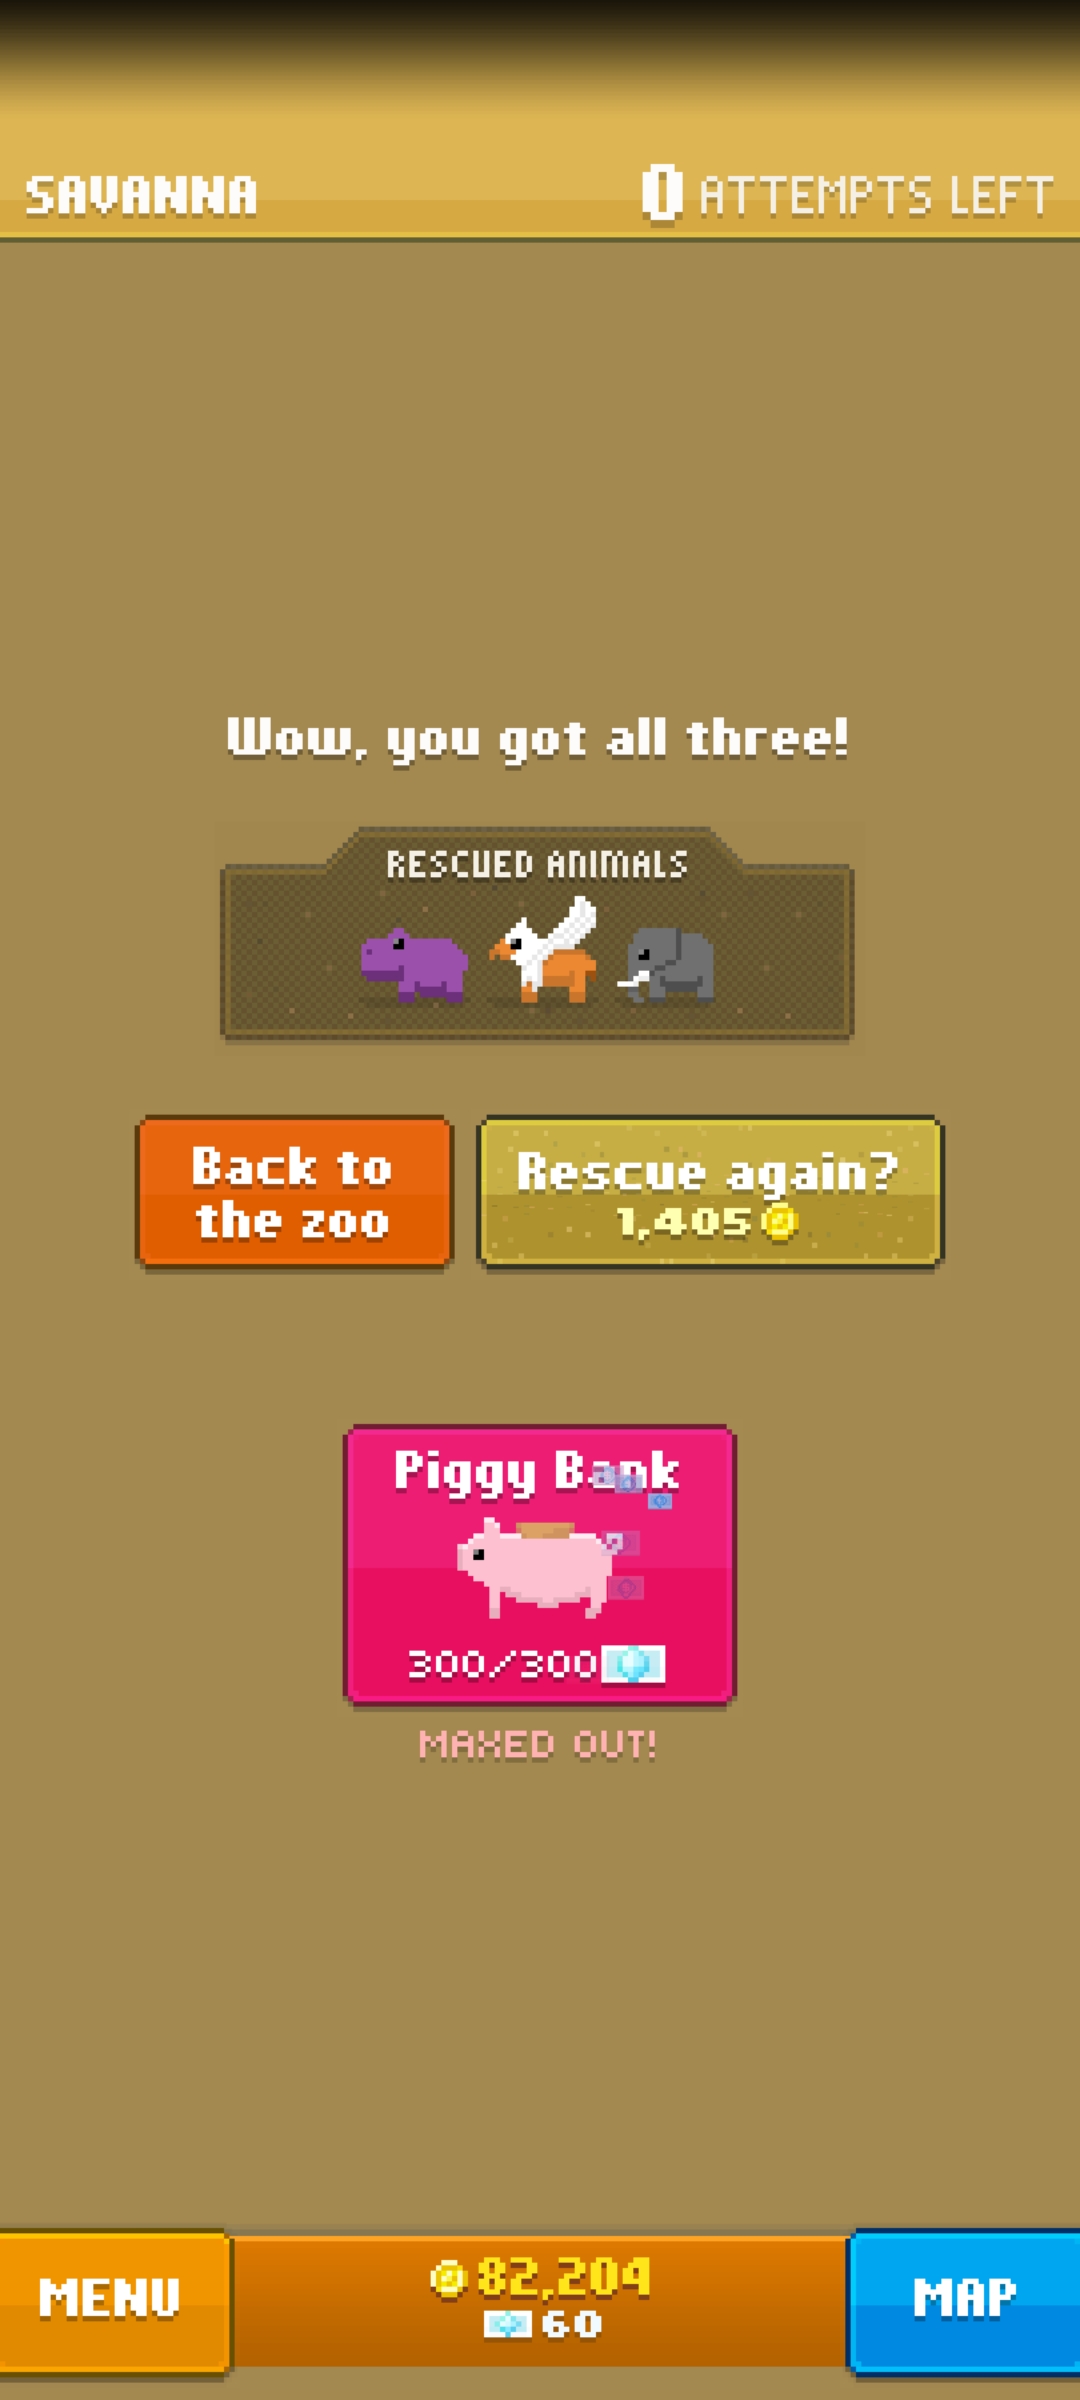 SAVANNA
0 ATTEMPTS LEFT
Wow, you got all three!
RESCUED ANIMALS
Back to
the zoo
Rescue again?
1,405
Piggy Bank
300/300
MAXED OUT!
MENU
82,204
60
MAP